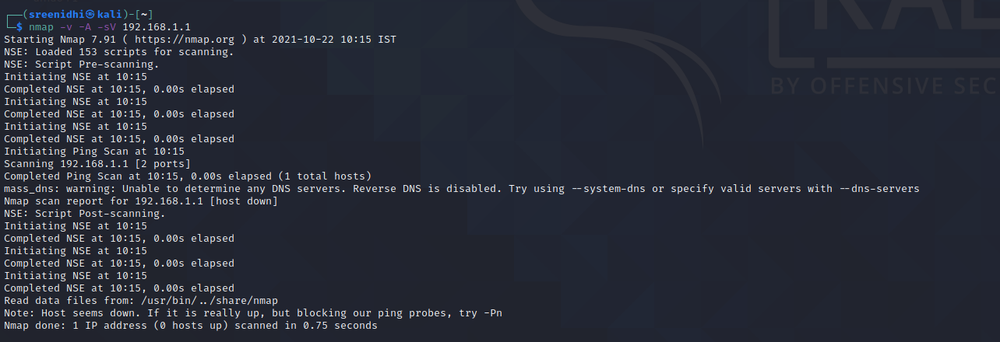 ┌──(sreenidhi㉿kali)-[~]
└─$ nmap -v -A -sV 192.168.1.1
Starting Nmap 7.91 ( https://nmap.org ) at 2021-10-22 10:15 IST
NSE: Loaded 153 scripts for scanning.
NSE: Script Pre-scanning.
Initiating NSE at 10:15
Completed NSE at 10:15, 0.00s elapsed
Initiating NSE at 10:15
Completed NSE at 10:15, 0.00s elapsed
Initiating NSE at 10:15
Completed NSE at 10:15, 0.00s elapsed
Initiating Ping Scan at 10:15
Scanning 192.168.1.1 [2 ports]
Completed Ping Scan at 10:15, 0.00s elapsed (1 total hosts)
mass_dns: warning: Unable to determine any DNS servers. Reverse DNS is disabled. Try using --system-dns or specify valid servers with --dns-servers
Nmap scan report for 192.168.1.1 [host down]
NSE: Script Post-scanning.
Initiating NSE at 10:15
Completed NSE at 10:15, 0.00s elapsed
Initiating NSE at 10:15
Completed NSE at 10:15, 0.00s elapsed
Initiating NSE at 10:15
Completed NSE at 10:15, 0.00s elapsed
Read data files from: /usr/bin/../share/nmap
Note: Host seems down. If it is really up, but blocking our ping probes, try -Pn
Nmap done: 1 IP address (0 hosts up) scanned in 0.75 seconds
KAL
BY OFFENSIVE SEC